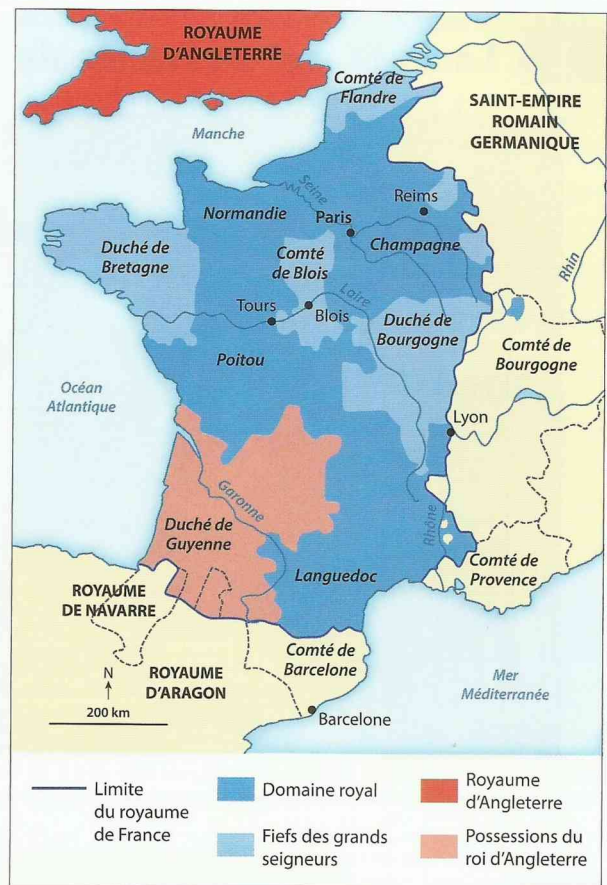 ROYAUME
D'ANGLETERRE
Comté de
Flandre
SAINT-EMPIRE
ROMAIN
GERMANIQUE
Manche
Seine
Reims
Normandie
Paris
Rhin
Champagne
Duché de
Bretagne
Comté
de Blois
Loire
Tours
Blois
Duché de
Bourgogne
Comté de
Bourgogne
Poitou
Océan
Atlantique
Lyon
Garonne
Duché de
Guyenne
Rhône
Languedoc
Comté de
Provence
ROYAUME
DE NAVARRE
Comté de
Barcelone
ROYAUME
D'ARAGON
Mer
Méditerranée
N
200 km
Barcelone
Limite
du royaume
de France
Domaine royal
Fiefs des grands
seigneurs
Royaume
d'Angleterre
Possessions du
roi d'Angleterre